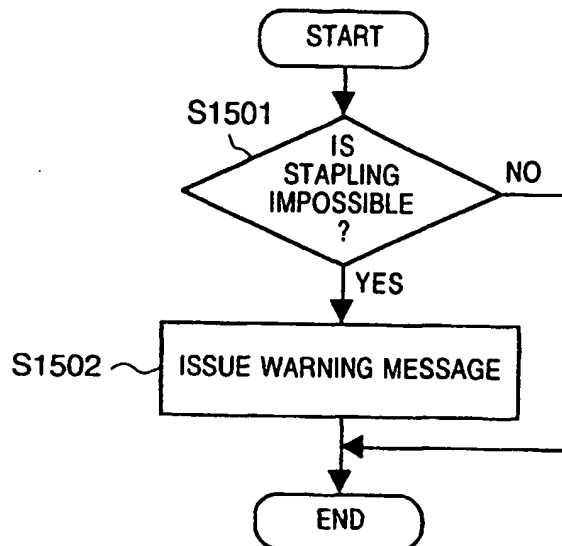 START
S1501
IS
STAPLING
IMPOSSIBLE
?
NO
YES
S1502
ISSUE WARNING MESSAGE
END